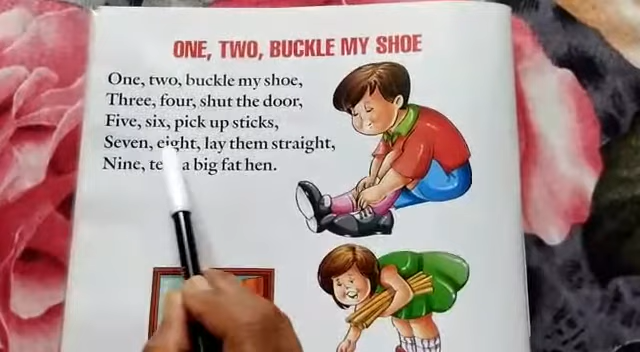 ONE, TWO, BUCKLE MY SHOE
One, two, buckle my shoe,
Three, four, shut the door,
Five, six, pick up sticks,
Seven, eight, lay them straight,
Nine, a big fat hen.